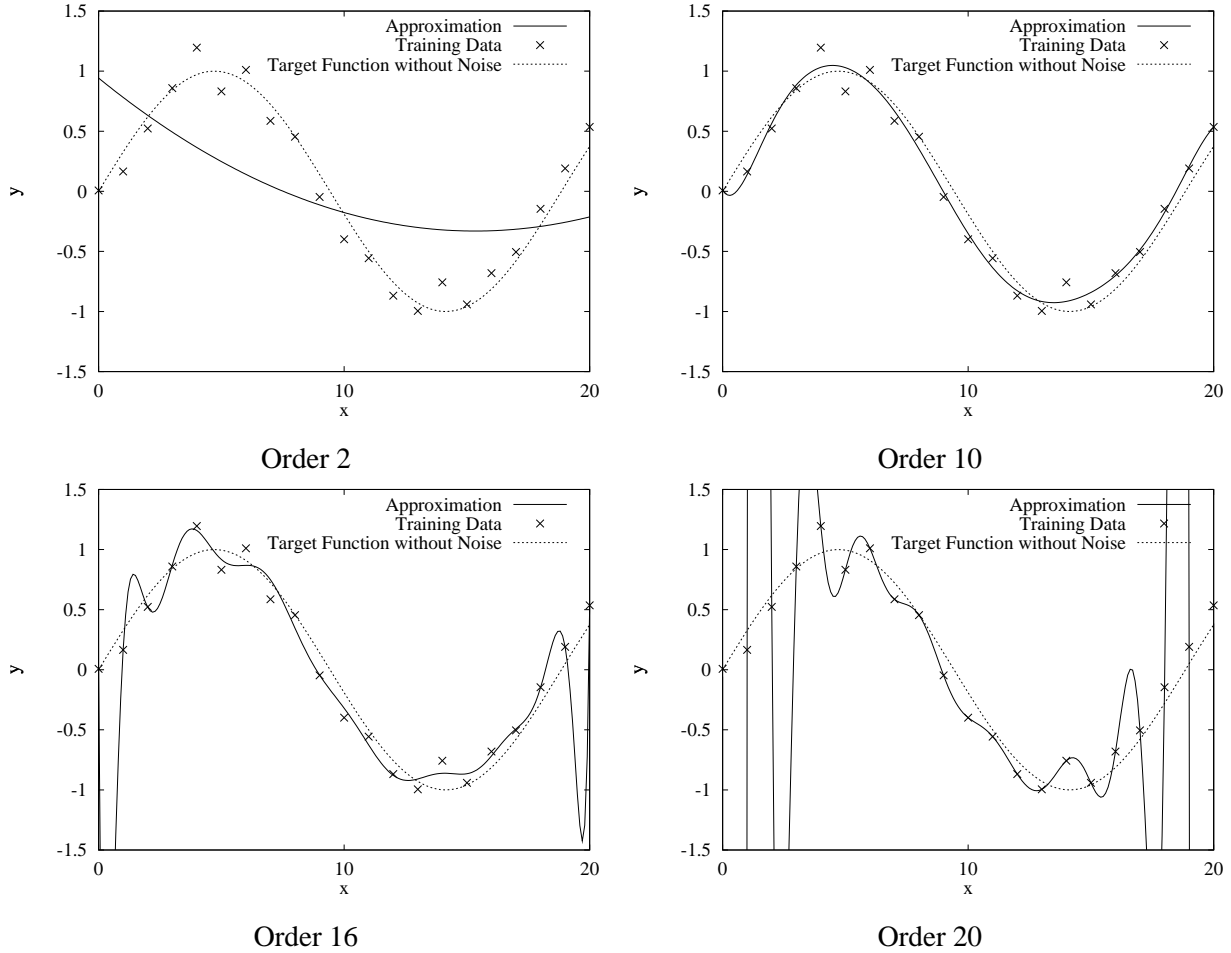 1.5
1
0.5
0
-0.5
-1
-1.5
0
10
20
y
x
Approximation
Training Data
Target Function without Noise
Order 2
1.5
1
0.5
0
-0.5
-1
-1.5
0
10
20
y
x
Approximation
Training Data
Target Function without Noise
Order 10
1.5
1
0.5
0
-0.5
-1
-1.5
0
10
20
y
x
Approximation
Training Data
Target Function without Noise
Order 16
1.5
1
0.5
0
-0.5
-1
-1.5
0
10
20
y
x
Approximation
Training Data
Target Function without Noise
Order 20